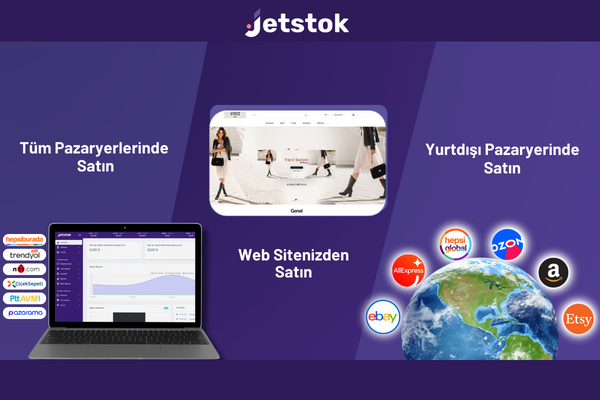 jetstok
Tüm Pazaryerlerinde
Satın
hepsiburada
trendyol
n11.com
ÇiçekSepeti
PttAVM
pazarama
jetstok
Yeni Sezon
Genel
Web Sitenizden
Satın
Yurtdışı Pazaryerinde
Satın
hepsi
global
OZON
AliExpress
a
ebay
Etsy